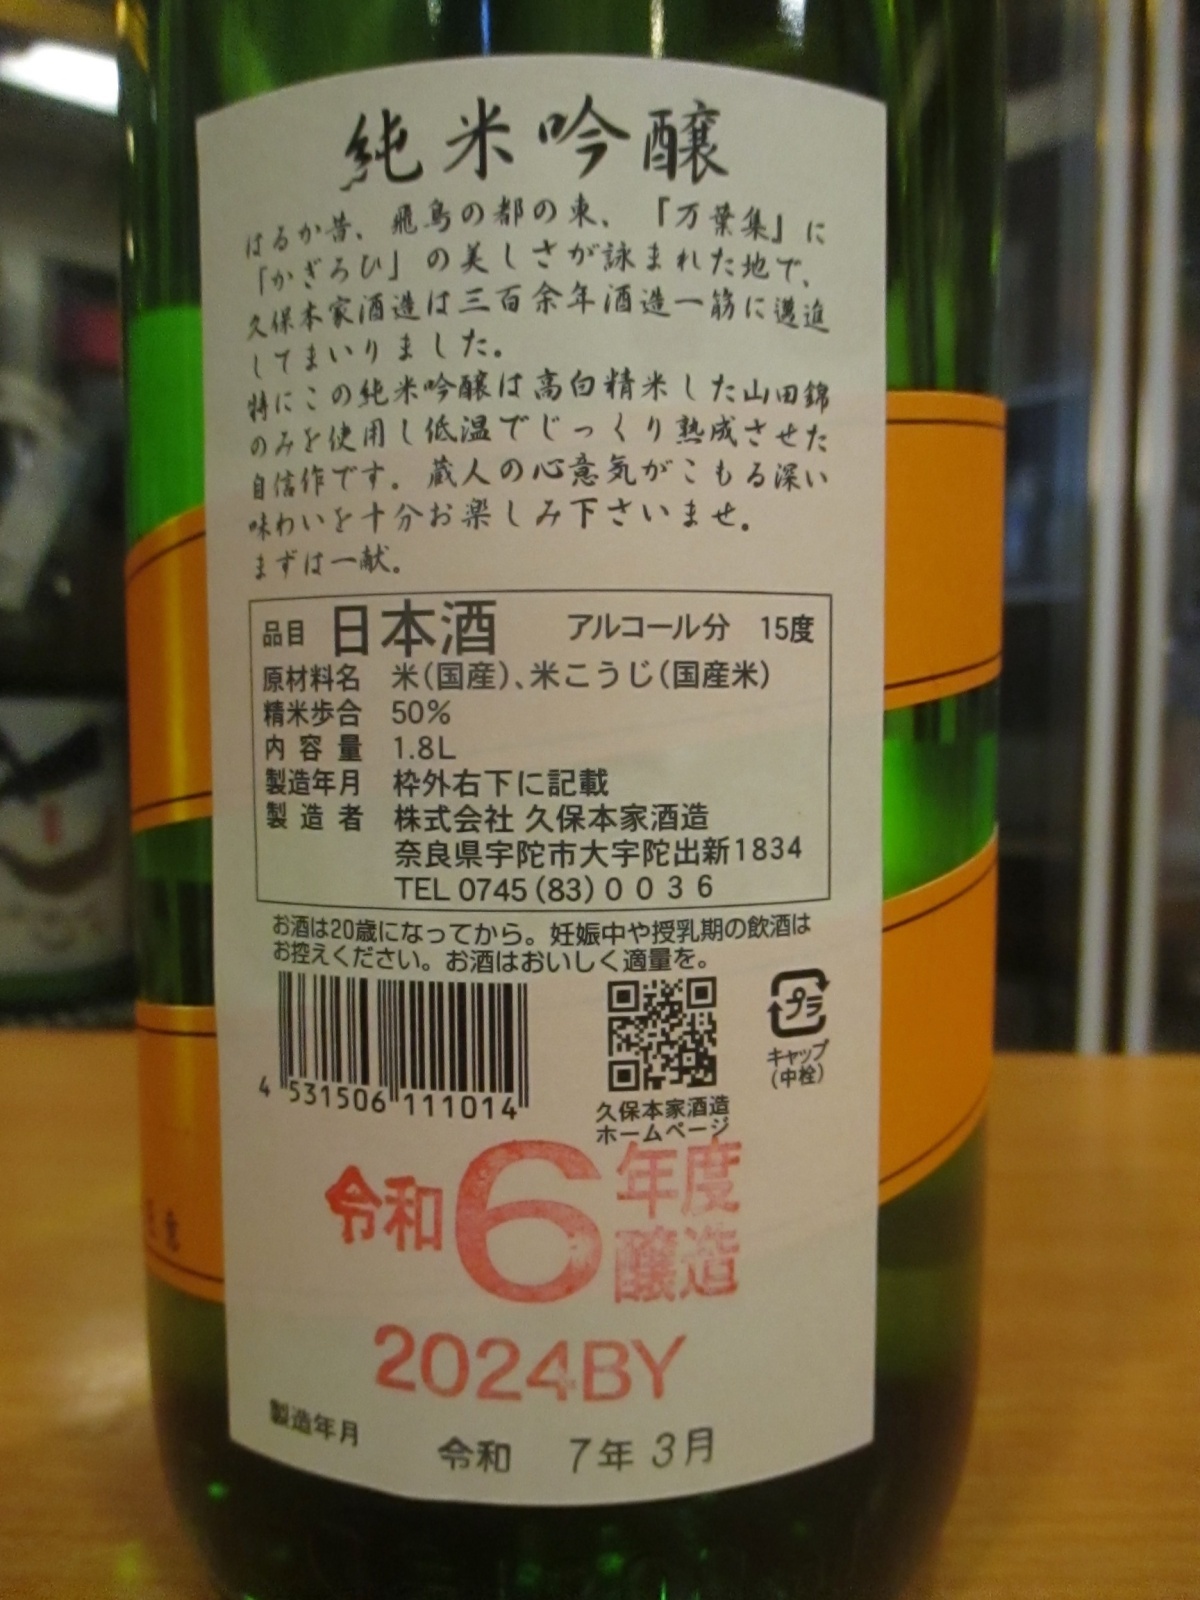 純米吟醸
はるか昔、飛鳥の都の東、『万葉集』に
「かぎろひ」の美しさが詠まれた地で、
久保本家酒造は三百余年酒造一筋に邁進
してまいりました。
特にこの純米吟醸は高白精米した山田錦
のみを使用し低温でじっくり熟成させた
自信作です。蔵人の心意気がこもる深い
味わいを十分お楽しみ下さいませ。
まずは一献。
品目 日本酒 アルコール分 15度
原材料名 米(国産)、米こうじ(国産米)
精米歩合 50%
内容量 1.8L
製造年月 枠外右下に記載
製造者 株式会社 久保本家酒造
奈良県宇陀市大宇陀出新1834
TEL 0745(83)0036
お酒は20歳になってから。妊娠中や授乳期の飲酒は
お控えください。お酒はおいしく適量を。
4 531506 111014
プラ
キャップ
(中栓)
久保本家酒造
ホームページ
令和6年度
醸造
2024BY
製造年月 令和 7年 3月